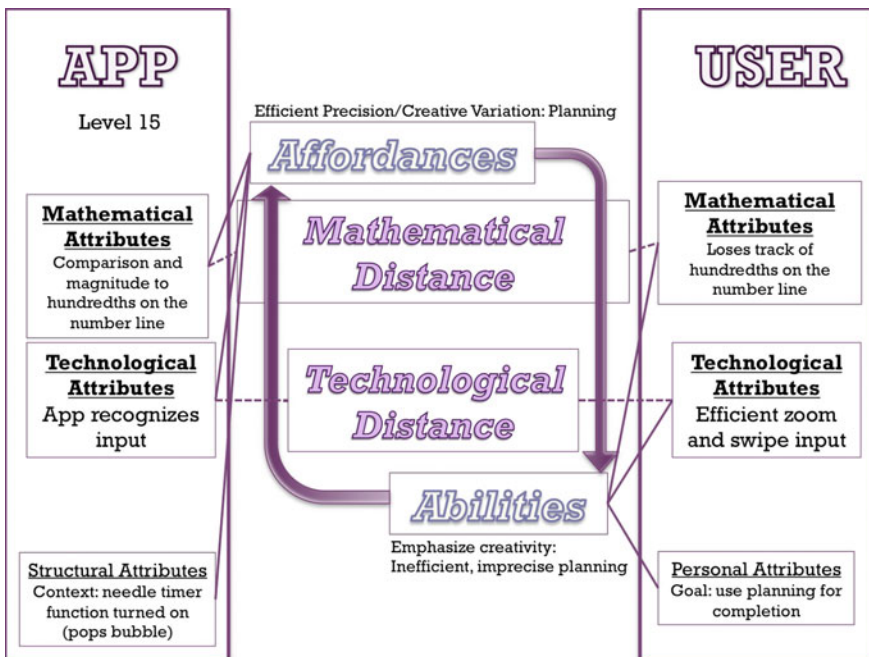 APP
Level 15
Mathematical
Attributes
Comparison and
magnitude to
hundredths on the
number line
Technological
Attributes
App recognizes
input
Structural Attributes
Context: needle timer
function turned on
(pops bubble)
Efficient Precision/Creative Variation: Planning
Affordances
Mathematical
Distance
Technological
Distance
Abilities
Emphasize creativity:
Inefficient, imprecise planning
USER
Mathematical
Attributes
Loses track of
hundredths on the
number line
Technological
Attributes
Efficient zoom
and swipe input
Personal Attributes
Goal: use planning for
completion